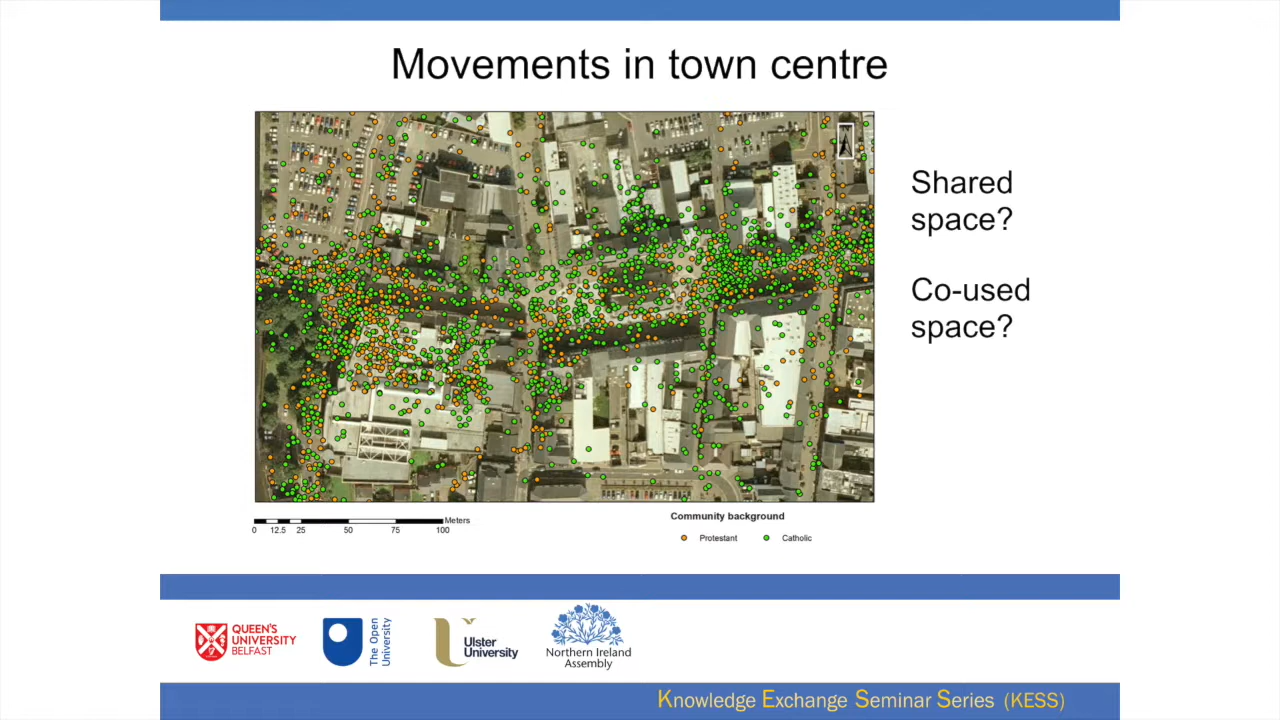 Movements in town centre
Shared
space?
Co-used
space?
Meters
0 12.5 25 50 75 100
Community background
Protestant Catholic
QUEEN'S
UNIVERSITY
BELFAST
The Open
University
Ulster
University
Northern Ireland
Assembly
Knowledge Exchange Seminar Series (KESS)